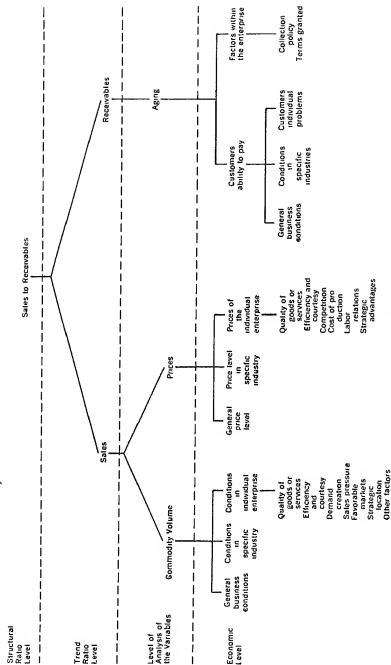 Structural
Ratio
Level
Sales to Receivables
Trend
Ratio
Level
Sales
Receivables
Level of
Analysis of
the Variables
Commodity Volume
Prices
Aging
Economic
Level
General
business
conditions
Conditions
in
specific
industry
Conditions
in
individual
enterprise
Quality of
goods or
services
Efficiency
and
courtesy
Demand
creation
Sales pressure
Favorable
markets
Strategic
location
Other factors
General
price
level
Price level
in
specific
industry
Prices of
the
individual
enterprise
Quality of
goods or
services
Efficiency and
courtesy
Competition
Cost of pro
duction
Labor
relations
Strategic
advantages
Customers
ability to pay
General
business
conditions
Conditions
in
specific
industries
Customers
individual
problems
Factors within
the enterprise
Collection
policy
Terms granted